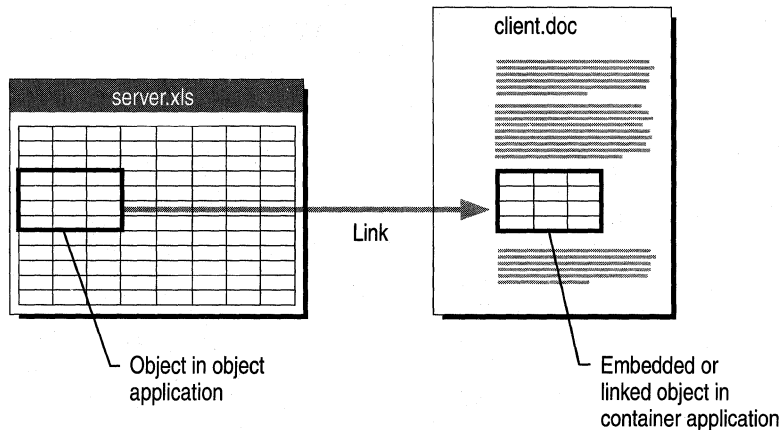 client.doc
server.xls
Link
Object in object
application
Embedded or
linked object in
container application